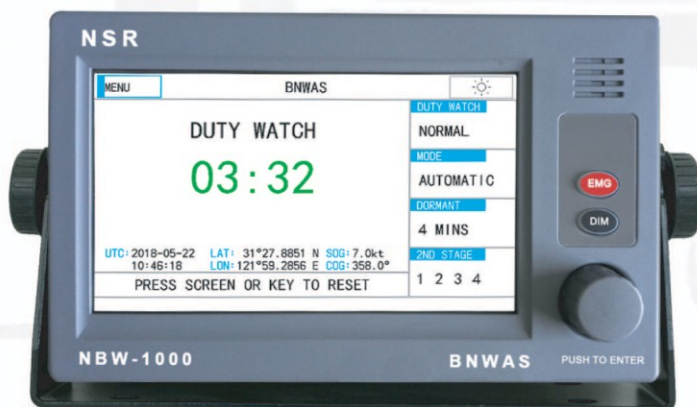 NSR
MENU
BNWAS
DUTY WATCH
03:32
UTC: 2018-05-22 LAT: 31°27.8851 N SOG: 7.0kt
10:46:18 LON: 121°59.2856 E COG: 358.0°
PRESS SCREEN OR KEY TO RESET
DUTY WATCH
NORMAL
MODE
AUTOMATIC
DORMANT
4 MINS
2ND STAGE
1 2 3 4
EMG
DIM
NBW-1000
BNWAS
PUSH TO ENTER